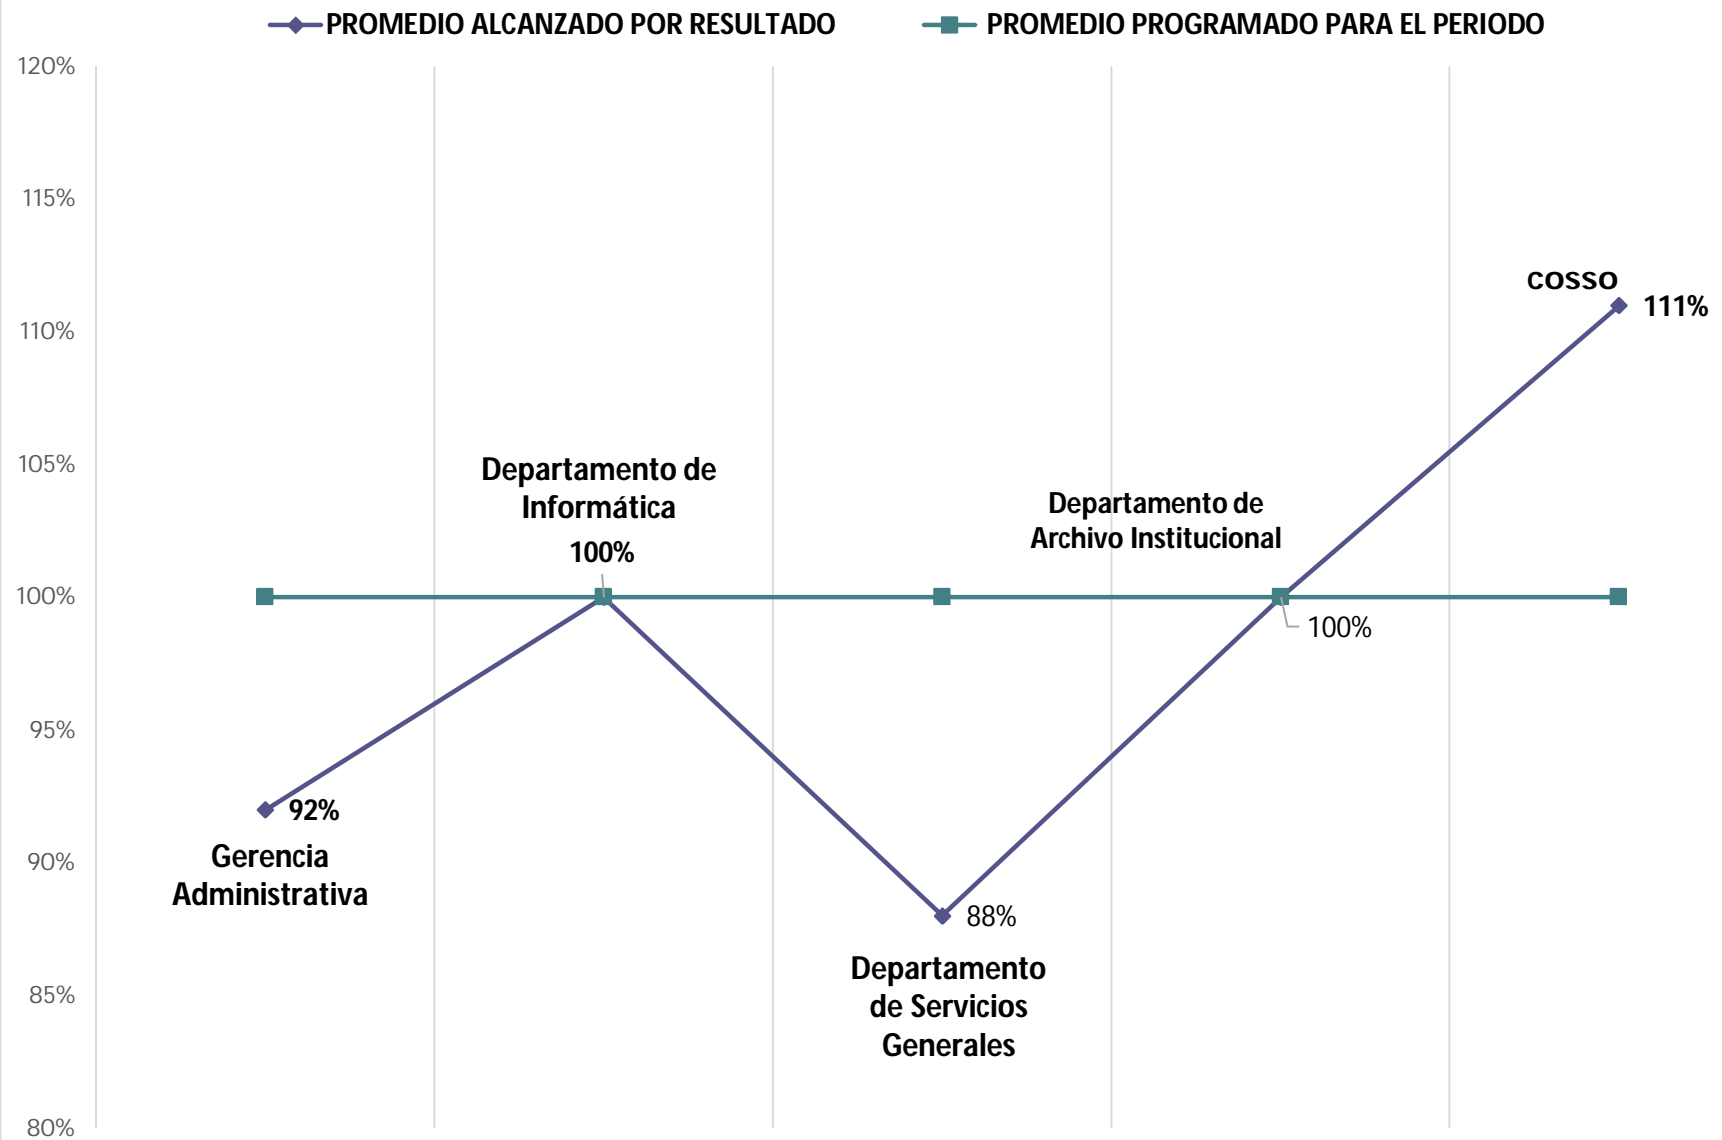 PROMEDIO ALCANZADO POR RESULTADO
PROMEDIO PROGRAMADO PARA EL PERIODO
120%
115%
110%
105%
100%
95%
90%
85%
80%
92%
Gerencia
Administrativa
Departamento de
Informática
100%
88%
Departamento
de Servicios
Generales
Departamento de
Archivo Institucional
100%
COSSO
111%